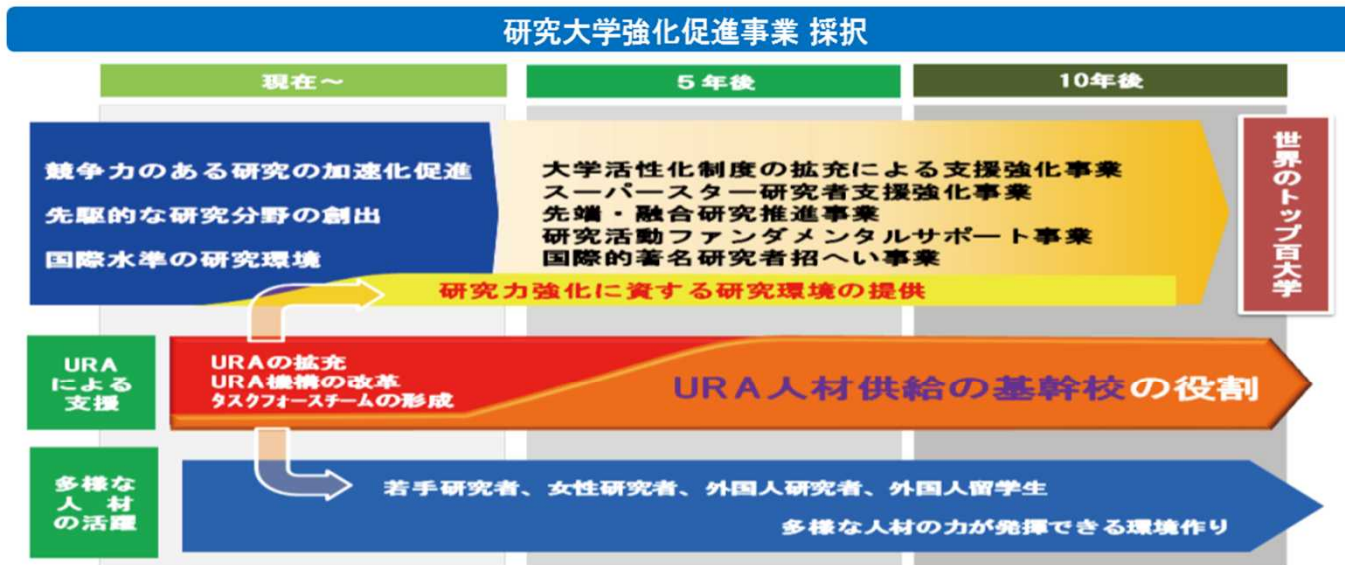 研究大学強化促進事業 採択
現在～
5年後
10年後
競争力のある研究の加速化促進
先駆的な研究分野の創出
国際水準の研究環境
大学活性化制度の拡充による支援強化事業
スーパースター研究者支援強化事業
先端・融合研究推進事業
研究活動ファンダメンタルサポート事業
国際的著名研究者招へい事業
研究力強化に資する研究環境の提供
世界のトップ百大学
URA
による
支援
URAの拡充
URA機構の改革
タスクフォースチームの形成
URA人材供給の基幹校の役割
多様な
人 材
の活躍
若手研究者、女性研究者、外国人研究者、外国人留学生
多様な人材の力が発揮できる環境作り